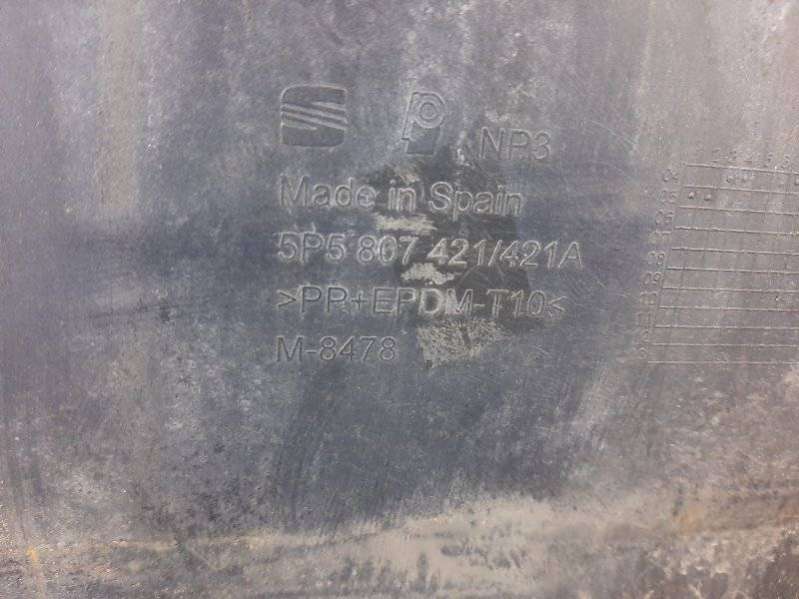 NP3
Made in Spain
5P5 807 421/421A
>PP+EPDM-T10<
M-8478